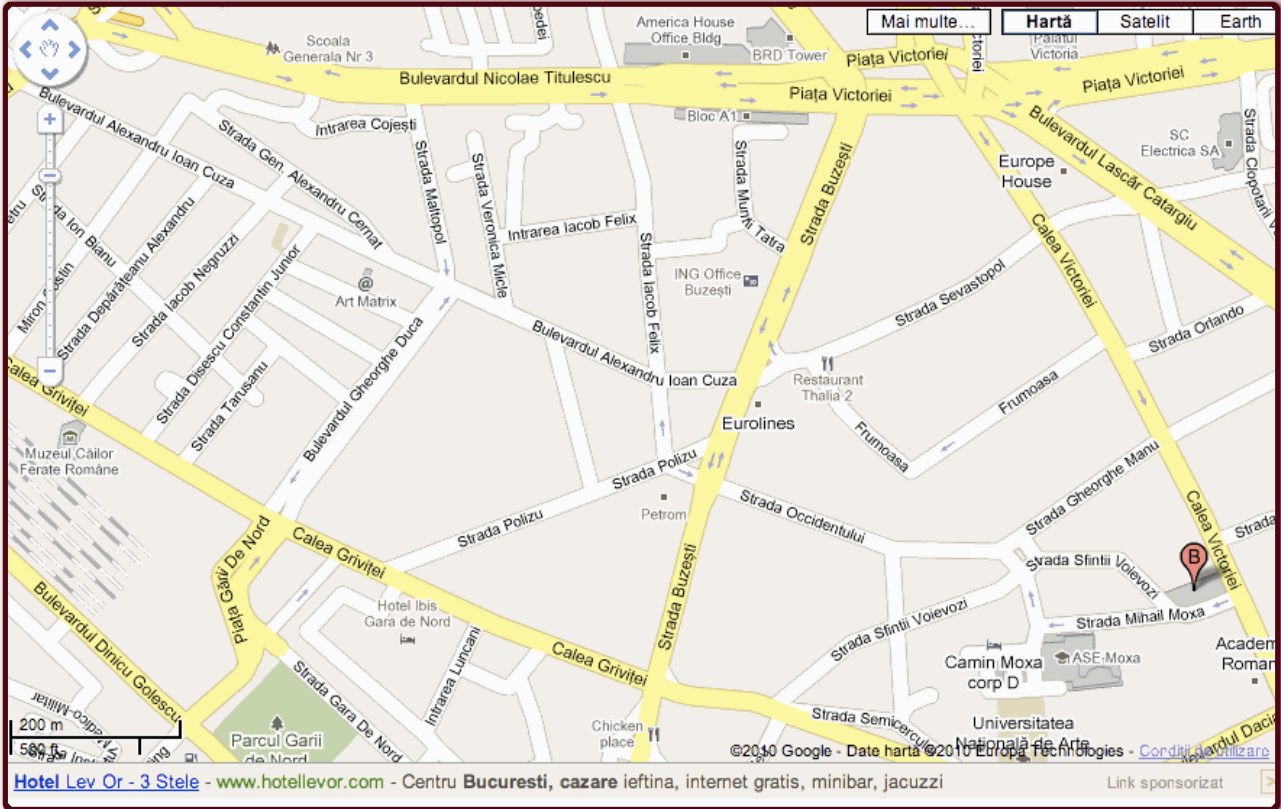 Mai multe...
Hartă
Satelit
Earth
America House
Office Bldg
BRD Tower
Piața Victoriei
Palatul
Victoria
Piața Victoriei
Scoala
Generala Nr 3
Bulevardul Nicolae Titulescu
Piața Victoriei
Bloc A1
Bulevardul Alexandru Ioan Cuza
Intrarea Cojești
Strada Gen. Alexandru Cernat
Strada Maltopol
Strada Veronica Micle
Intrarea Iacob Felix
Strada Iacob Felix
Strada Munții Tatra
Strada Buzești
Europe
House
Bulevardul Lascăr Catargiu
SC
Electrica SA
Calea Victoriei
Strada Ion Bianu
Strada Depărățeanu Alexandru
Strada Iacob Negruzzi
Strada Disescu Constantin Junior
Strada Tarusanu
Art Matrix
ING Office
Buzești
Strada Sevastopol
Strada Orlando
Bulevardul Gheorghe Duca
Bulevardul Alexandru Ioan Cuza
Restaurant
Thalia 2
Frumoasa
Frumoasa
Eurolines
Calea Griviței
Muzeul Căilor
Ferate Române
Strada Polizu
Strada Polizu
Petrom
Strada Occidentului
Strada Gheorghe Manu
Calea Victoriei
Piața Gării De Nord
Calea Griviței
Strada Buzești
Strada Sfintii Voievozi
B
Strada Mihail Moxa
Hotel Ibis
Gara de Nord
Strada Sfintii Voievozi
Bulevardul Dinicu Golescu
Intrarea Luncani
Calea Griviței
Camin Moxa
corp D
ASE-Moxa
Strada Gara De Nord
Strada Semicercului
Universitatea
Națională de Arte
200 m
500 ft
Parcul Garii
de Nord
Chicken
place
©2010 Google - Date hartă ©2010 Europa Technologies - Condiții de utilizare
Hotel Lev Or - 3 Stele - www.hotellevor.com - Centru Bucuresti, cazare ieftina, internet gratis, minibar, jacuzzi
Link sponsorizat